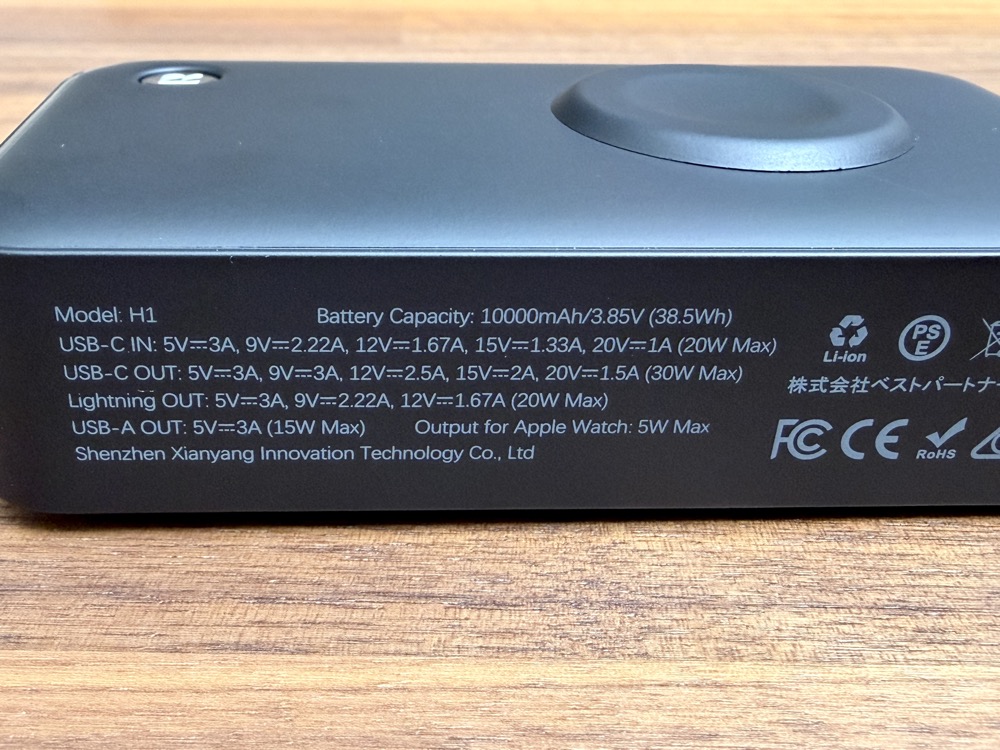 R
Model: H1 Battery Capacity: 10000mAh/3.85V (38.5Wh)
USB-C IN: 5V⎓3A, 9V⎓2.22A, 12V⎓1.67A, 15V⎓1.33A, 20V⎓1A (20W Max)
USB-C OUT: 5V⎓3A, 9V⎓3A, 12V⎓2.5A, 15V⎓2A, 20V⎓1.5A (30W Max)
Lightning OUT: 5V⎓3A, 9V⎓2.22A, 12V⎓1.67A (20W Max)
USB-A OUT: 5V⎓3A (15W Max) Output for Apple Watch: 5W Max
Shenzhen Xianyang Innovation Technology Co., Ltd
Li-ion
PSE
株式会社ベストパートナ
FC CE RoHS